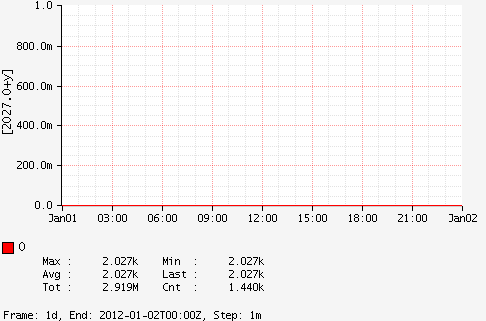 1.0
800.0m
600.0m
400.0m
200.0m
0.0
[2027.0+y]
Jan01 03:00 06:00 09:00 12:00 15:00 18:00 21:00 Jan02
0
Max : 2.027k Min : 2.027k
Avg : 2.027k Last : 2.027k
Tot : 2.919M Cnt : 1.440k
Frame: 1d, End: 2012-01-02T00:00Z, Step: 1m